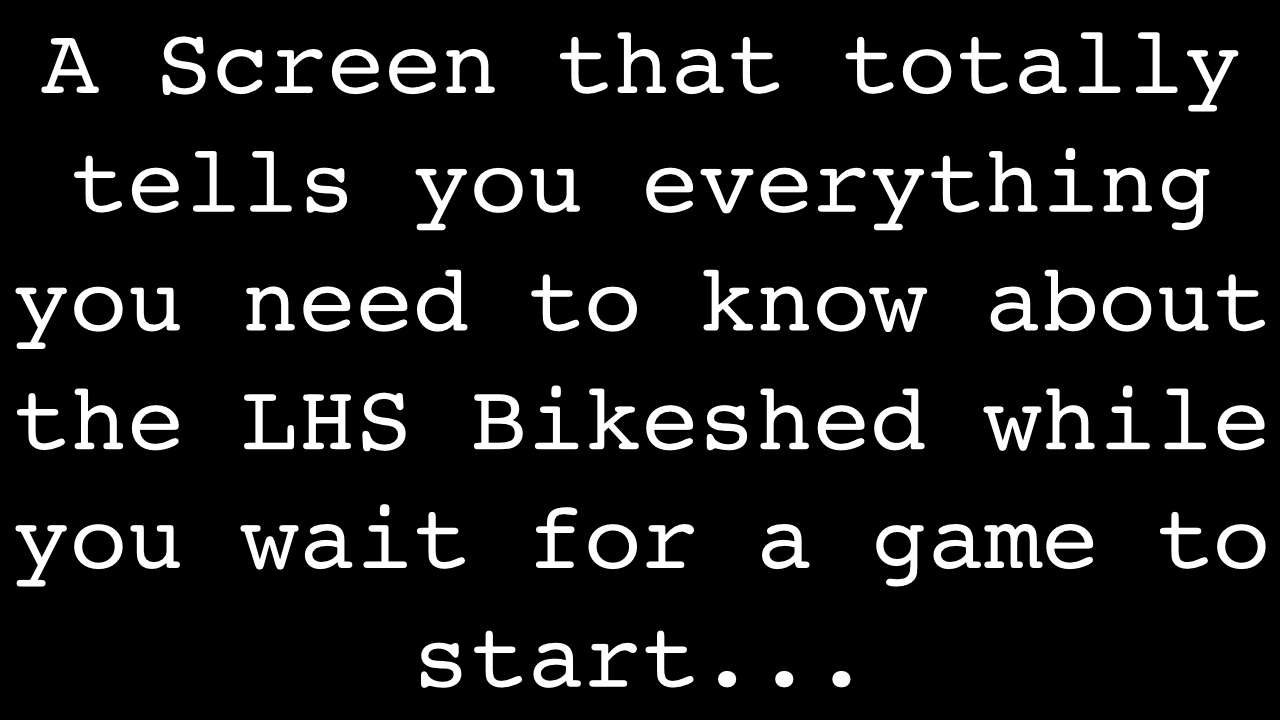 A Screen that totally
tells you everything
you need to know about
the LHS Bikeshed while
you wait for a game to
start...